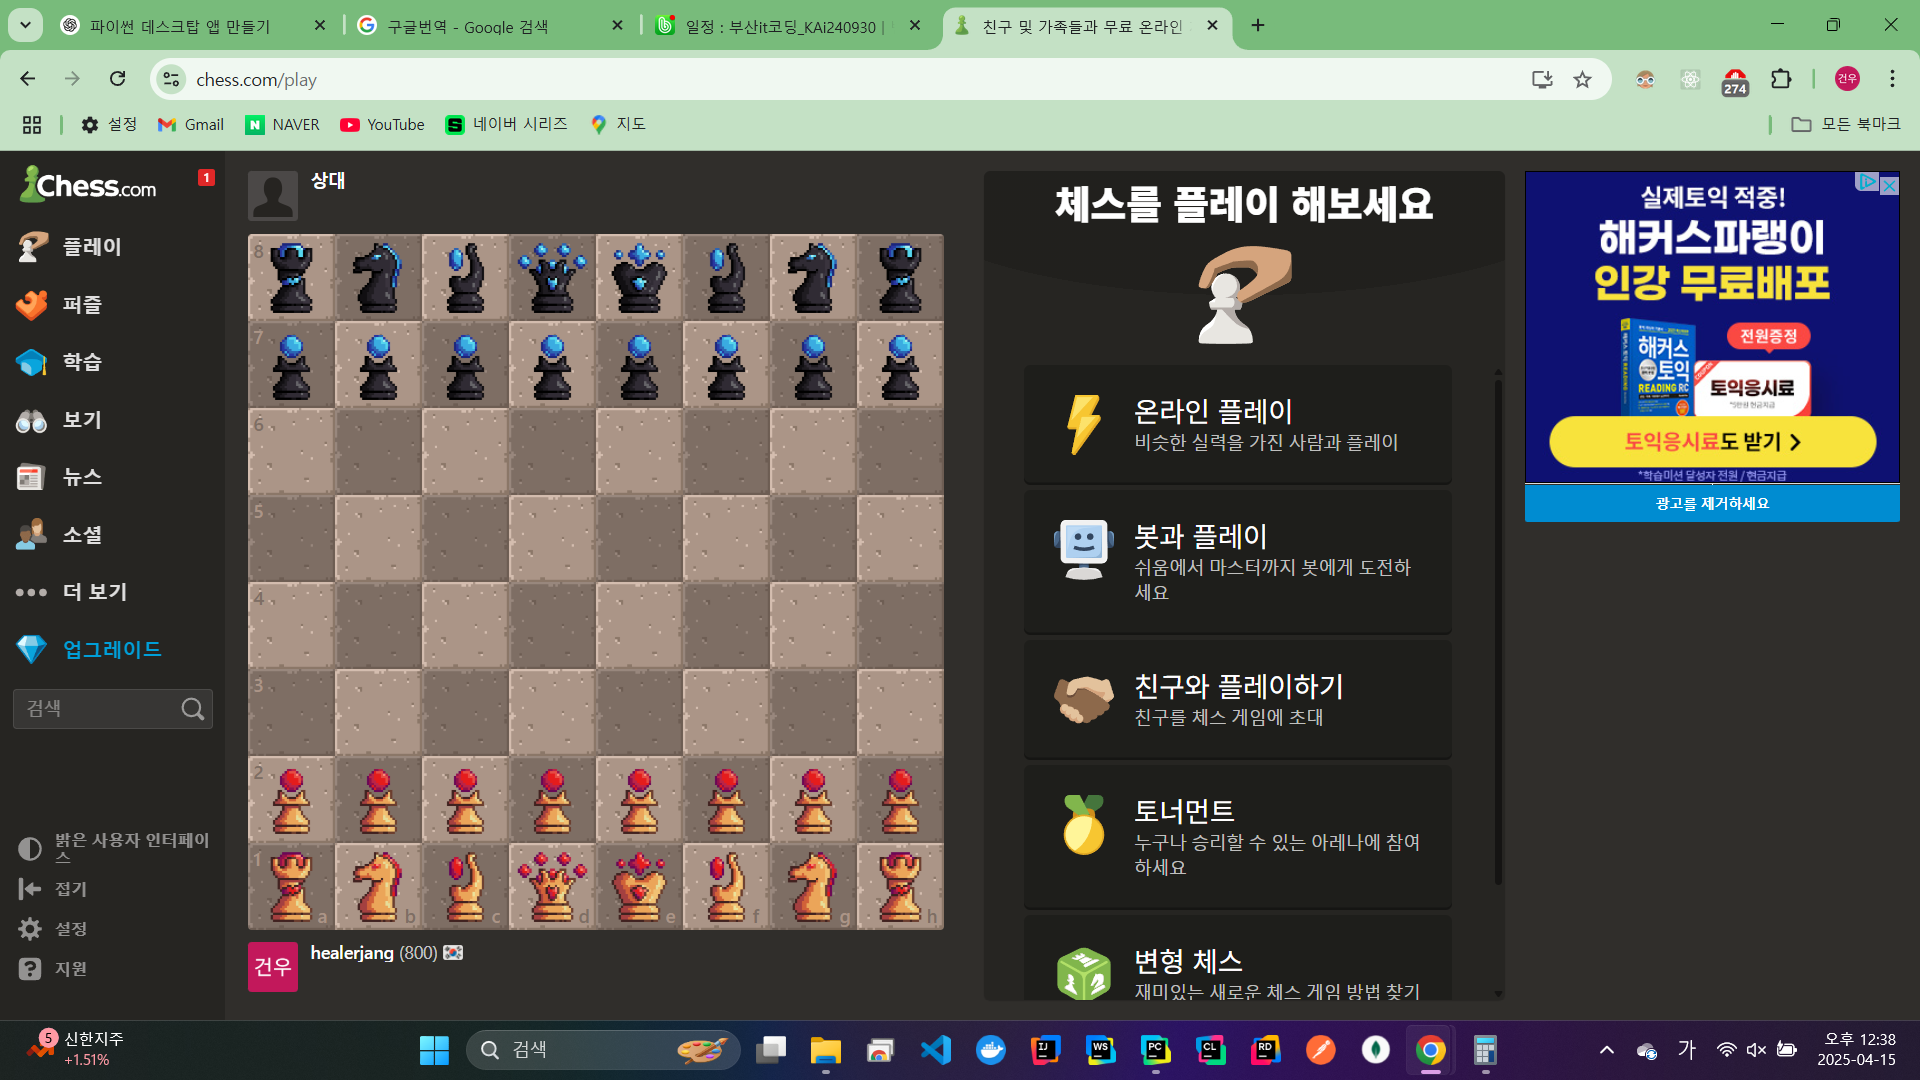 파이썬 데스크탑 앱 만들기
구글번역 - Google 검색
일정 : 부산it코딩_KAi240930 |
친구 및 가족들과 무료 온라인
chess.com/play
274
건우
설정
Gmail
NAVER
YouTube
네이버 시리즈
지도
모든 북마크
Chess.com
1
플레이
퍼즐
학습
보기
뉴스
소셜
더 보기
업그레이드
검색
밝은 사용자 인터페이
스
접기
설정
지원
상대
8
7
6
5
4
3
2
1
a b c d e f g h
건우
healerjang (800)
체스를 플레이 해보세요
온라인 플레이
비슷한 실력을 가진 사람과 플레이
봇과 플레이
쉬움에서 마스터까지 봇에게 도전하
세요
친구와 플레이하기
친구를 체스 게임에 초대
토너먼트
누구나 승리할 수 있는 아레나에 참여
하세요
변형 체스
재미있는 새로운 체스 게임 방법 찾기
실제토익 적중!
해커스파랭이
인강 무료배포
전원증정
해커스
토익
READING RC
COUPON
토익응시료
토익응시료도 받기
*학습미션 달성자 전원 / 현금지급
광고를 제거하세요
5
신한지주
+1.51%
검색
IJ
WS
PC
CL
RD
가
오후 12:38
2025-04-15